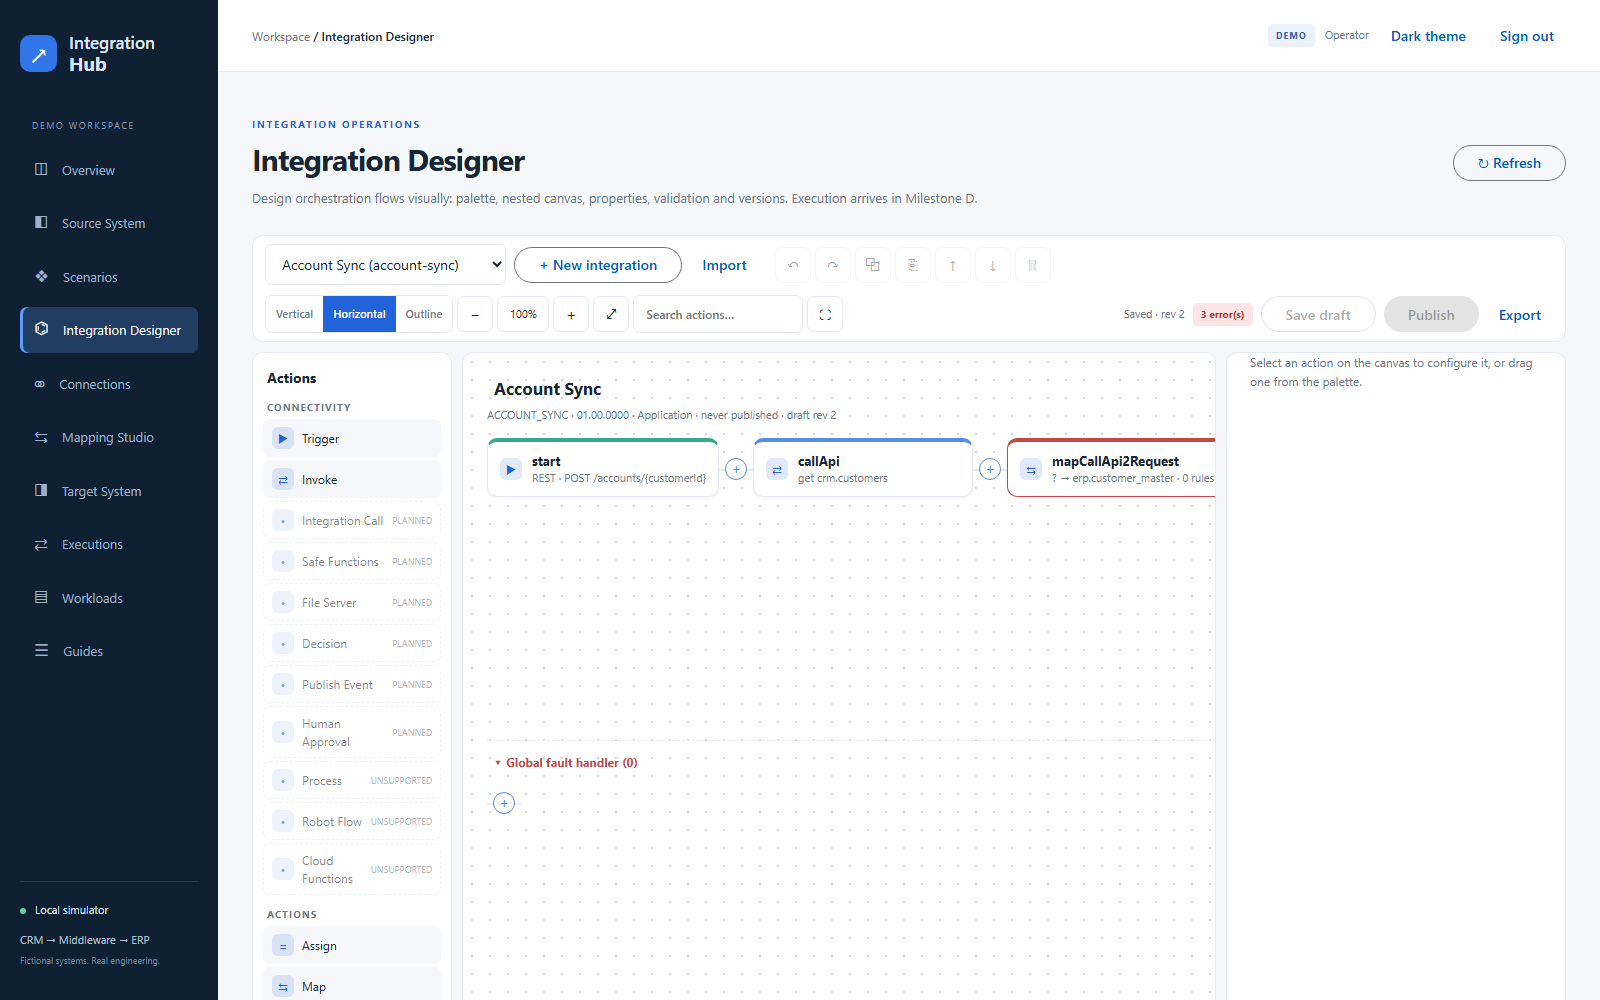 Integration
Hub
DEMO WORKSPACE
Overview
Source System
Scenarios
Integration Designer
Connections
Mapping Studio
Target System
Executions
Workloads
Guides
Local simulator
CRM → Middleware → ERP
Fictional systems. Real engineering.
Workspace / Integration Designer
DEMO Operator Dark theme Sign out
INTEGRATION OPERATIONS
Integration Designer
Design orchestration flows visually: palette, nested canvas, properties, validation and versions. Execution arrives in Milestone D.
↻ Refresh
Account Sync (account-sync) + New integration Import
Vertical Horizontal Outline − 100% + Search actions...
Saved · rev 2 3 error(s) Save draft Publish Export
Actions
CONNECTIVITY
Trigger
Invoke
Integration Call PLANNED
Safe Functions PLANNED
File Server PLANNED
Decision PLANNED
Publish Event PLANNED
Human
Approval PLANNED
Process UNSUPPORTED
Robot Flow UNSUPPORTED
Cloud
Functions UNSUPPORTED
ACTIONS
Assign
Map
Account Sync
ACCOUNT_SYNC · 01.00.0000 · Application · never published · draft rev 2
start
REST · POST /accounts/{customerId}
callApi
get crm.customers
mapCallApi2Request
? → erp.customer_master · 0 rules
Global fault handler (0)
Select an action on the canvas to configure it, or drag
one from the palette.